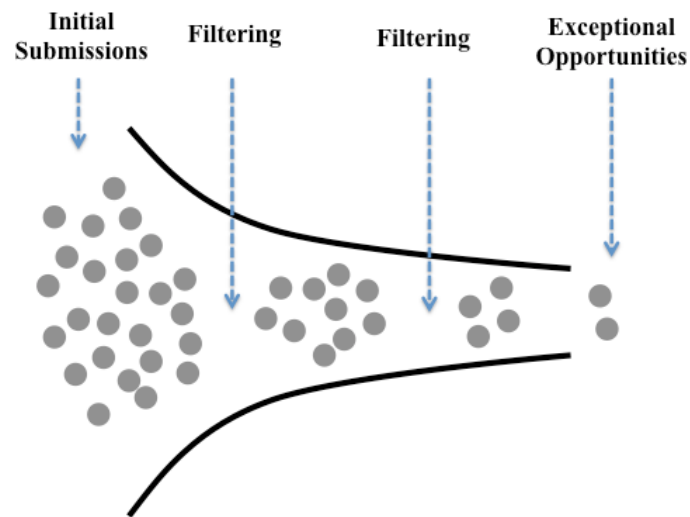 Initial
Submissions
Filtering
Filtering
Exceptional
Opportunities